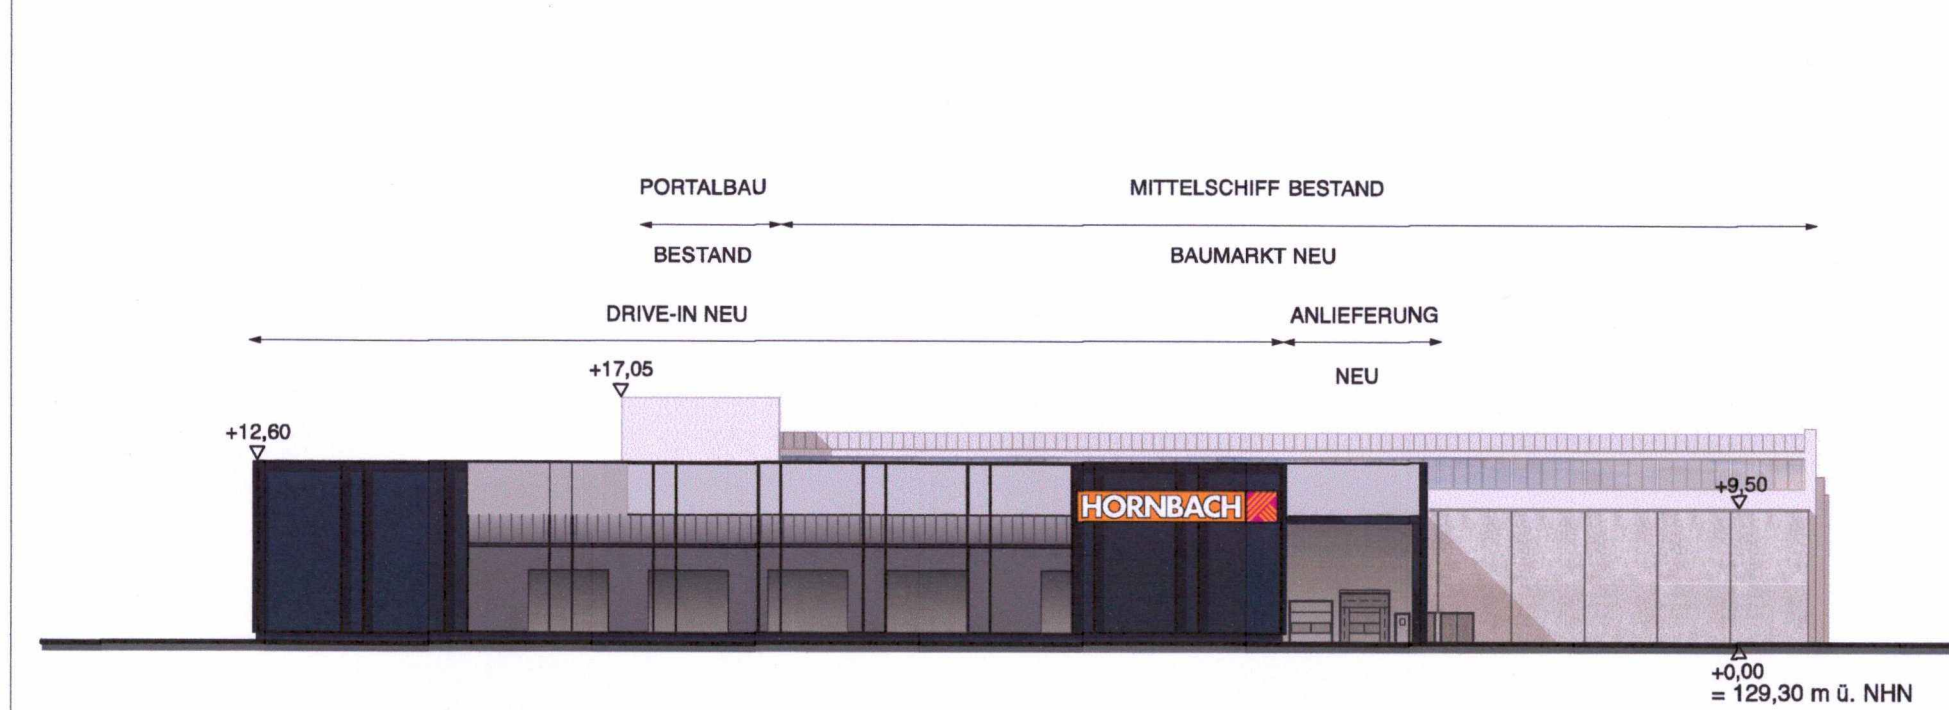 PORTALBAU
MITTELSCHIFF BESTAND
BESTAND
BAUMARKT NEU
DRIVE-IN NEU
ANLIEFERUNG
+17,05
NEU
+12,60
+9,50
HORNBACH
+0,00
= 129,30 m ü. NHN